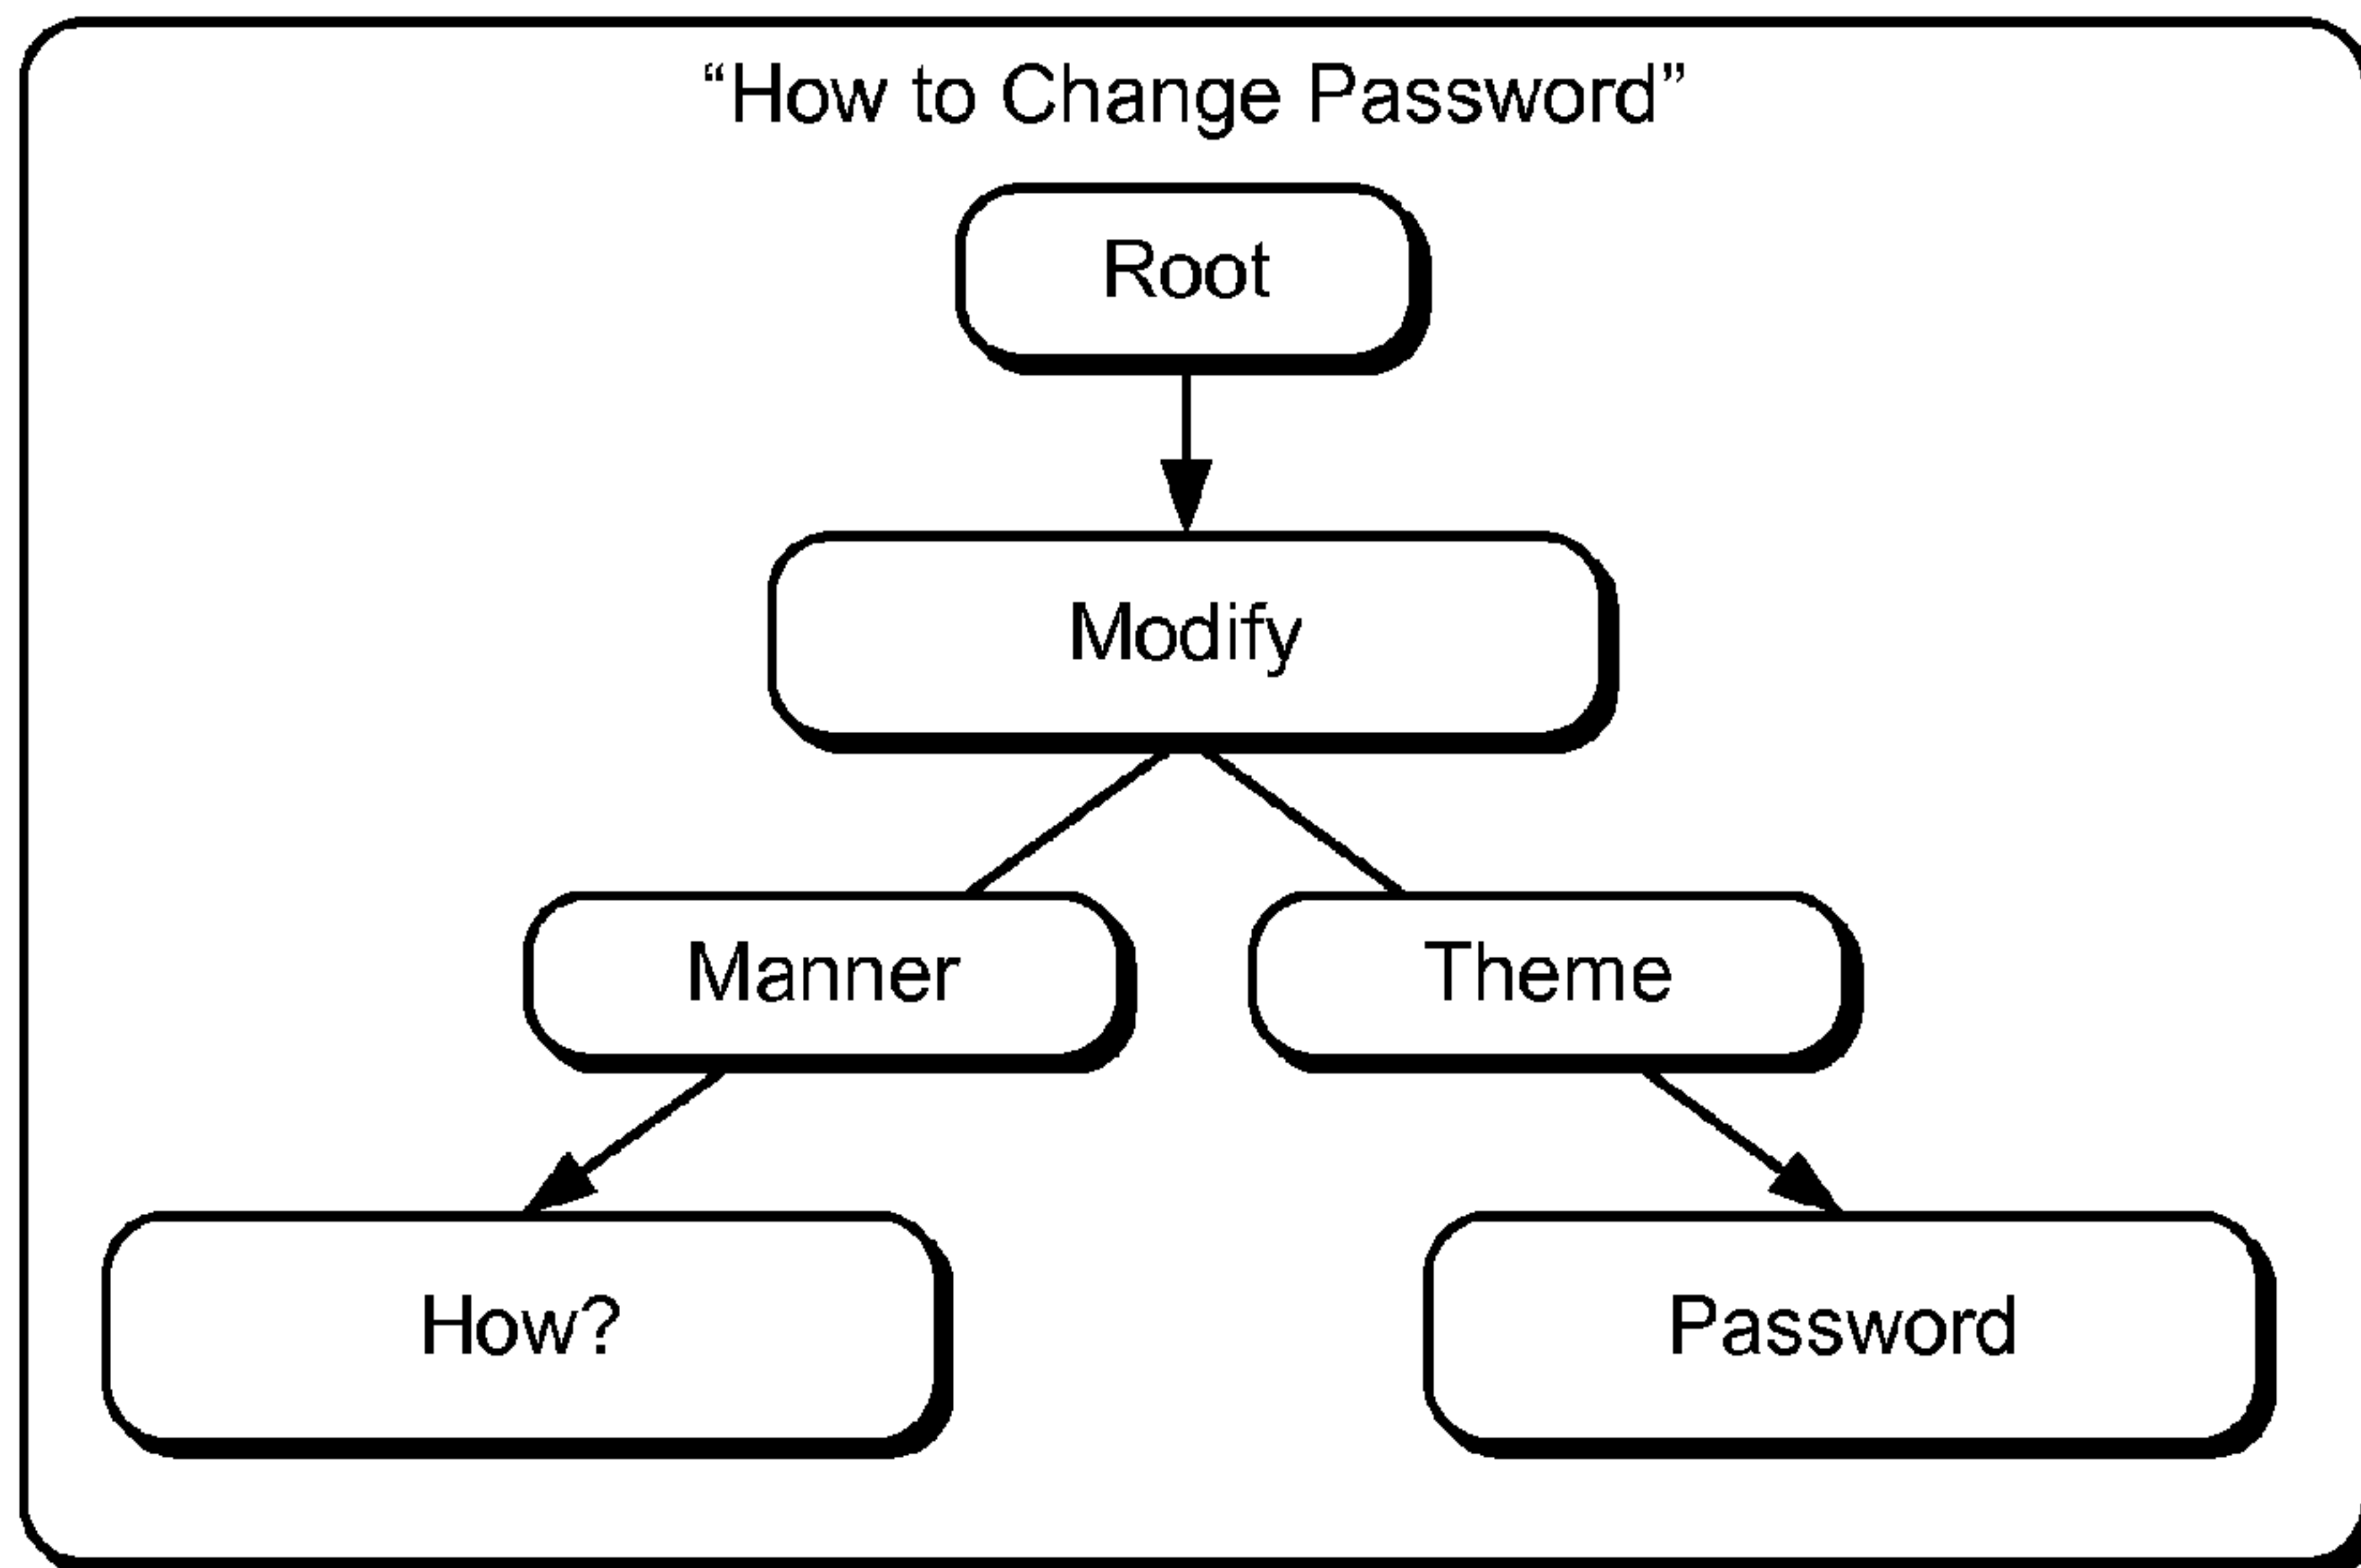 “How to Change Password”
Root
Modify
Manner
Theme
How?
Password